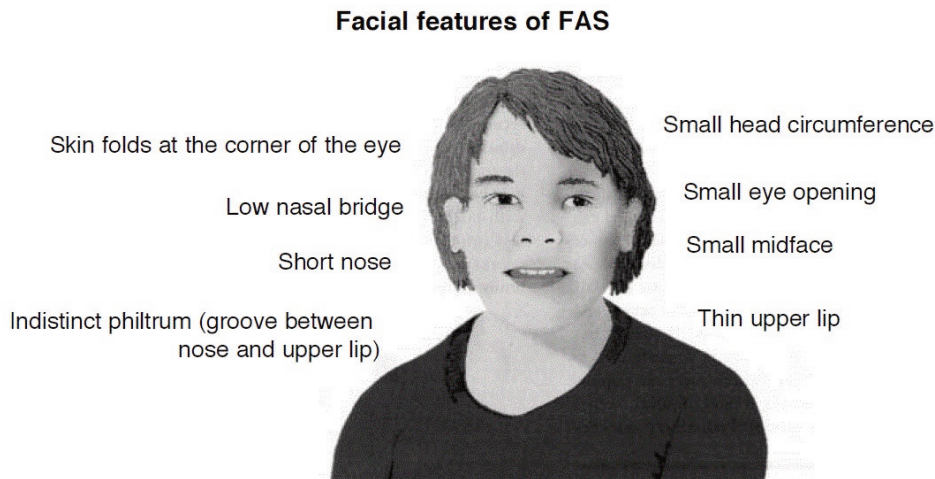 Facial features of FAS
Skin folds at the corner of the eye
Low nasal bridge
Short nose
Indistinct philtrum (groove between
nose and upper lip)
Small head circumference
Small eye opening
Small midface
Thin upper lip